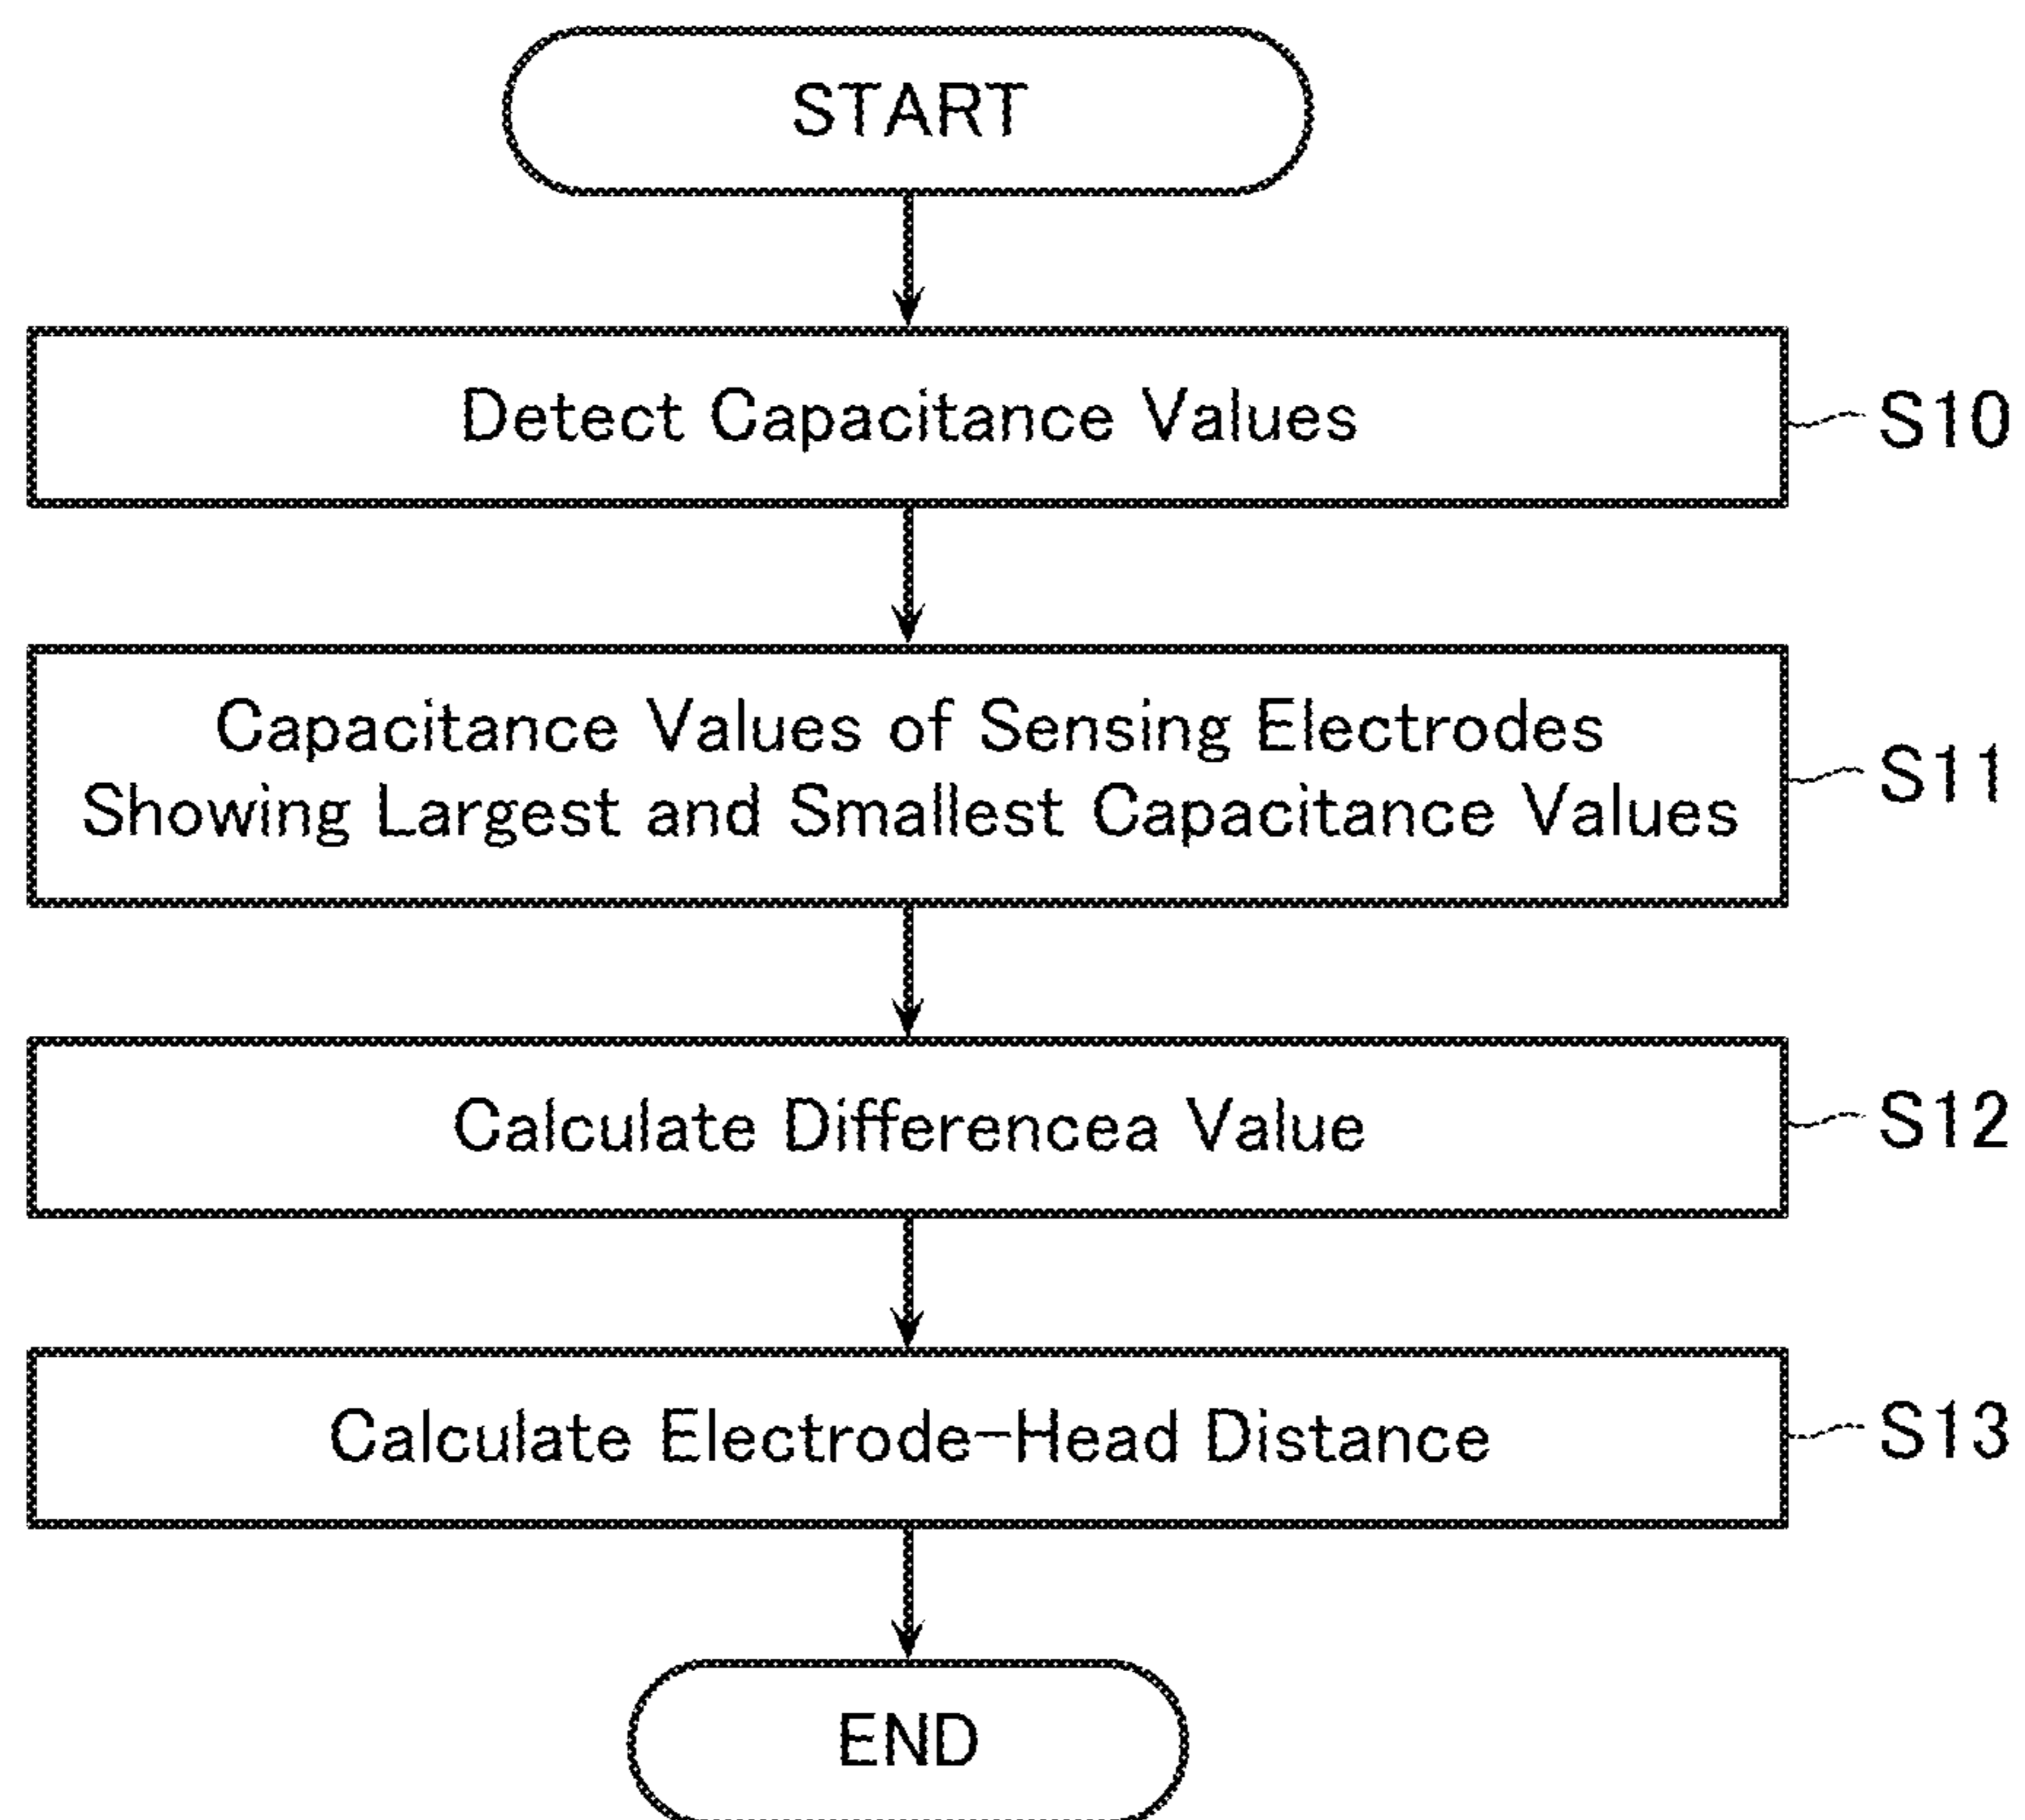 START
Detect Capacitance Values
S10
Capacitance Values of Sensing Electrodes
Showing Largest and Smallest Capacitance Values
S11
Calculate Differencea Value
S12
Calculate Electrode-Head Distance
S13
END